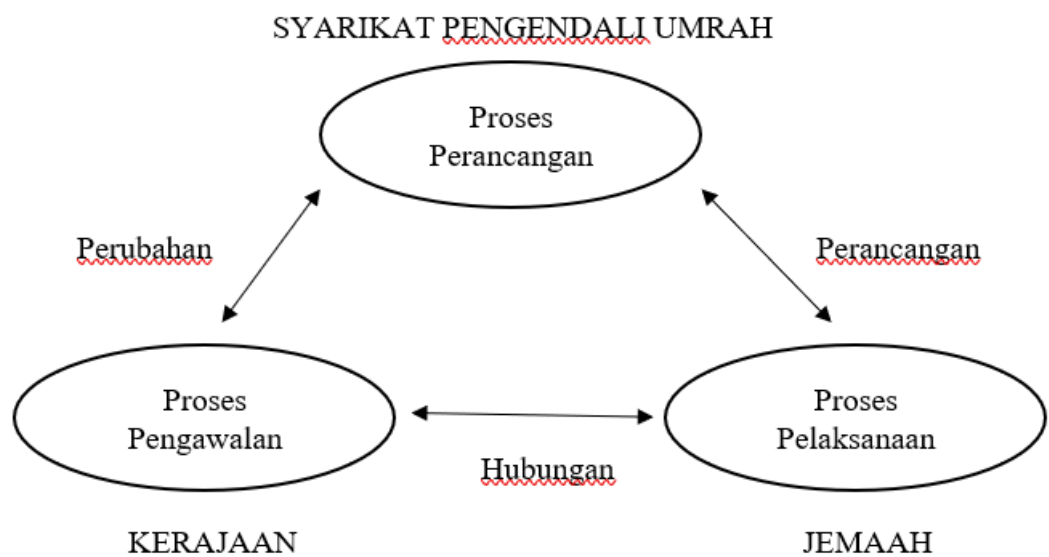 SYARIKAT PENGENDALI UMRAH
Proses
Perancangan
Perubahan
Perancangan
Proses
Pengawalan
Proses
Pelaksanaan
Hubungan
KERAJAAN
JEMAAH